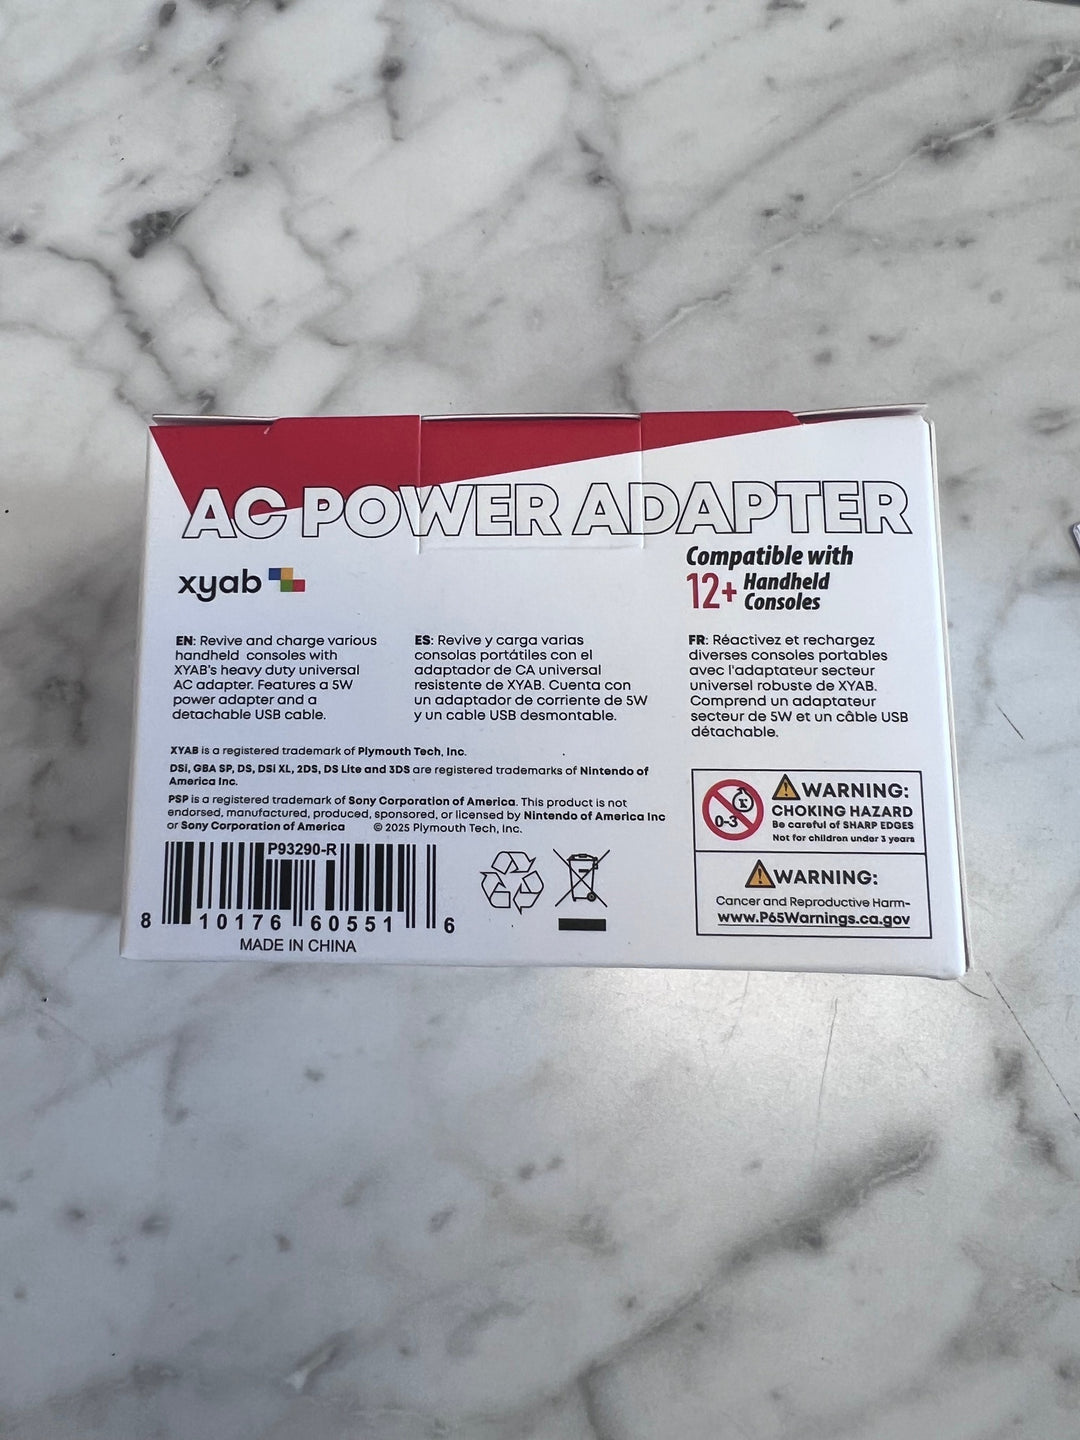 AC POWER ADAPTER
Compatible with
12+ Handheld
Consoles
xyab
EN: Revive and charge various
handheld consoles with
XYAB's heavy duty universal
AC adapter. Features a 5W
power adapter and a
detachable USB cable.
ES: Revive y carga varias
consolas portátiles con el
adaptador de CA universal
resistente de XYAB. Cuenta con
un adaptador de corriente de 5W
y un cable USB desmontable.
FR: Réactivez et rechargez
diverses consoles portables
avec l'adaptateur secteur
universel robuste de XYAB.
Comprend un adaptateur
secteur de 5W et un câble USB
détachable.
XYAB is a registered trademark of Plymouth Tech, Inc.
DSi, GBA SP, DS, DSi XL, 2DS, DS Lite and 3DS are registered trademarks of Nintendo of
America Inc.
PSP is a registered trademark of Sony Corporation of America. This product is not
endorsed, manufactured, produced, sponsored, or licensed by Nintendo of America Inc
or Sony Corporation of America © 2025 Plymouth Tech, Inc.
P93290-R
8 10176 60551 6
MADE IN CHINA
0-3
WARNING:
CHOKING HAZARD
Be careful of SHARP EDGES
Not for children under 3 years
WARNING:
Cancer and Reproductive Harm-
www.P65Warnings.ca.gov